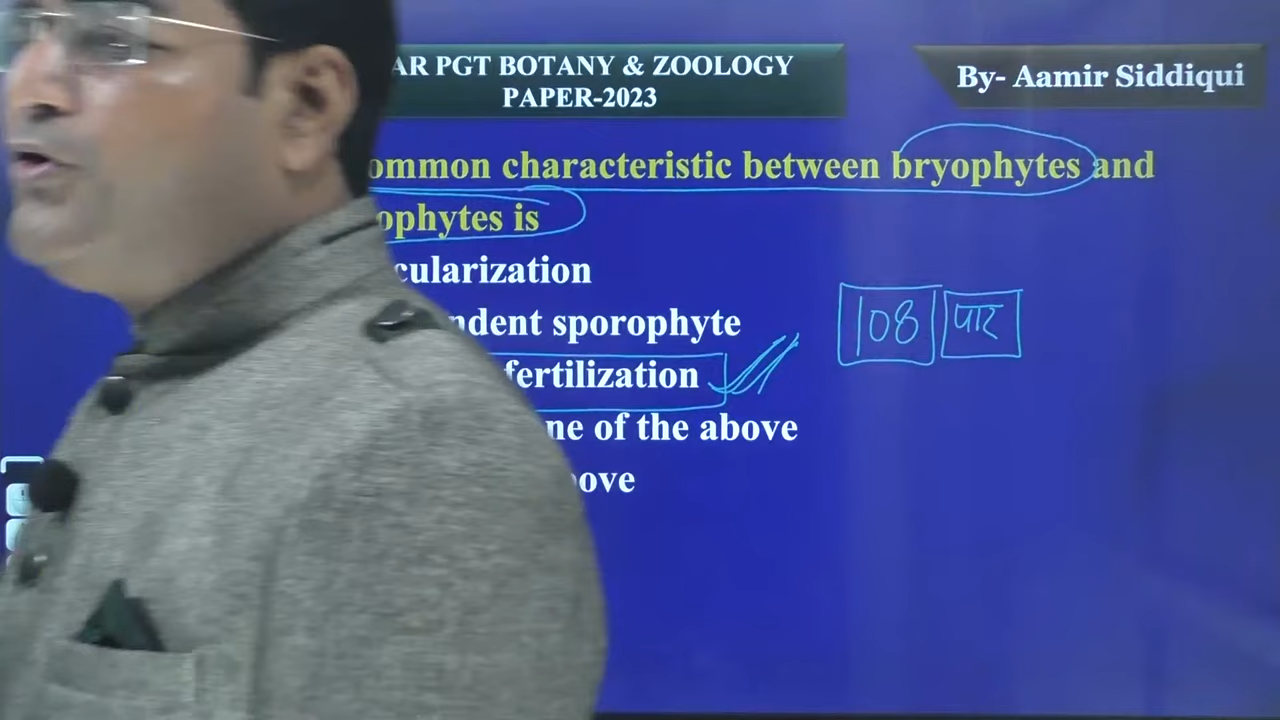 AR PGT BOTANY & ZOOLOGY
PAPER-2023
By- Aamir Siddiqui
ommon characteristic between bryophytes and
ophytes is
cularization
ndent sporophyte
fertilization
108 पार
ne of the above
ove